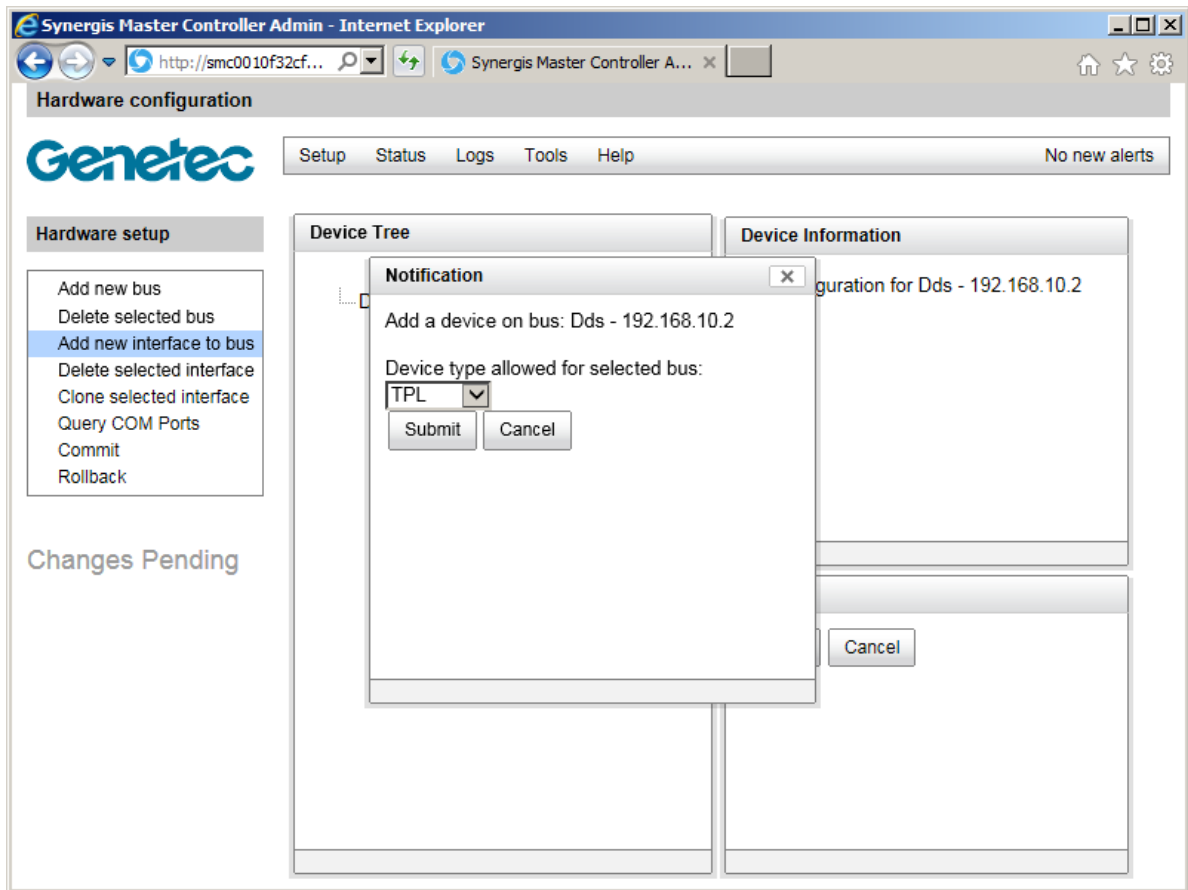 Synergis Master Controller Admin - Internet Explorer
http://smc0010f32cf...
Synergis Master Controller A...
Hardware configuration
Genetec
Setup Status Logs Tools Help No new alerts
Hardware setup
Add new bus
Delete selected bus
Add new interface to bus
Delete selected interface
Clone selected interface
Query COM Ports
Commit
Rollback
Changes Pending
Device Tree
D
Notification
Add a device on bus: Dds - 192.168.10.2
Device type allowed for selected bus:
TPL
Submit Cancel
Device Information
guration for Dds - 192.168.10.2
Cancel